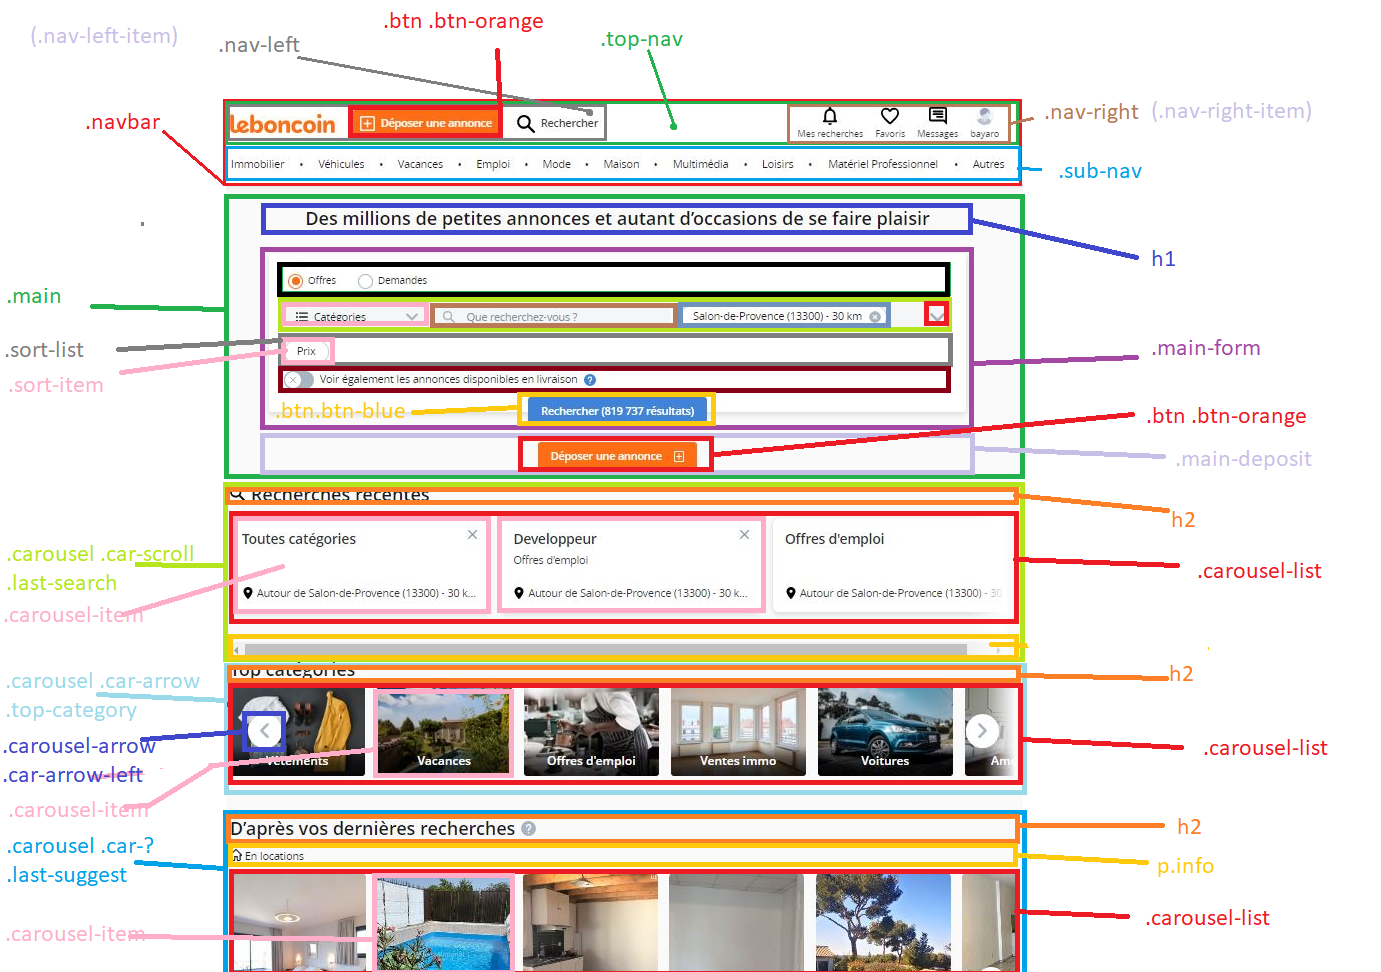 .btn .btn-orange
(.nav-left-item)
.nav-left
.top-nav
.navbar
leboncoin
Déposer une annonce
Rechercher
Mes recherches
Favoris
Messages
bayaro
.nav-right (.nav-right-item)
Immobilier • Véhicules • Vacances • Emploi • Mode • Maison • Multimédia • Loisirs • Matériel Professionnel • Autres
.sub-nav
Des millions de petites annonces et autant d’occasions de se faire plaisir
h1
Offres
Demandes
.main
Catégories
Que recherchez-vous ?
Salon-de-Provence (13300) - 30 km
.sort-list
Prix
.main-form
.sort-item
Voir également les annonces disponibles en livraison ?
.btn.btn-blue
Rechercher (819 737 résultats)
.btn .btn-orange
Déposer une annonce
.main-deposit
Recherches récentes
h2
Toutes catégories
Developpeur
Offres d'emploi
Offres d'emploi
.carousel .car-scroll
.last-search
.carousel-list
Autour de Salon-de-Provence (13300) - 30 k...
Autour de Salon-de-Provence (13300) - 30 k...
Autour de Salon-de-Provence (13300) - 30
.carousel-item
Top catégories
h2
.carousel .car-arrow
.top-category
.carousel-arrow
.car-arrow-left
.carousel-list
Vêtements
Vacances
Offres d'emploi
Ventes immo
Voitures
.carousel-item
D’après vos dernières recherches ?
h2
.carousel .car-?
.last-suggest
En locations
p.info
.carousel-list
.carousel-item